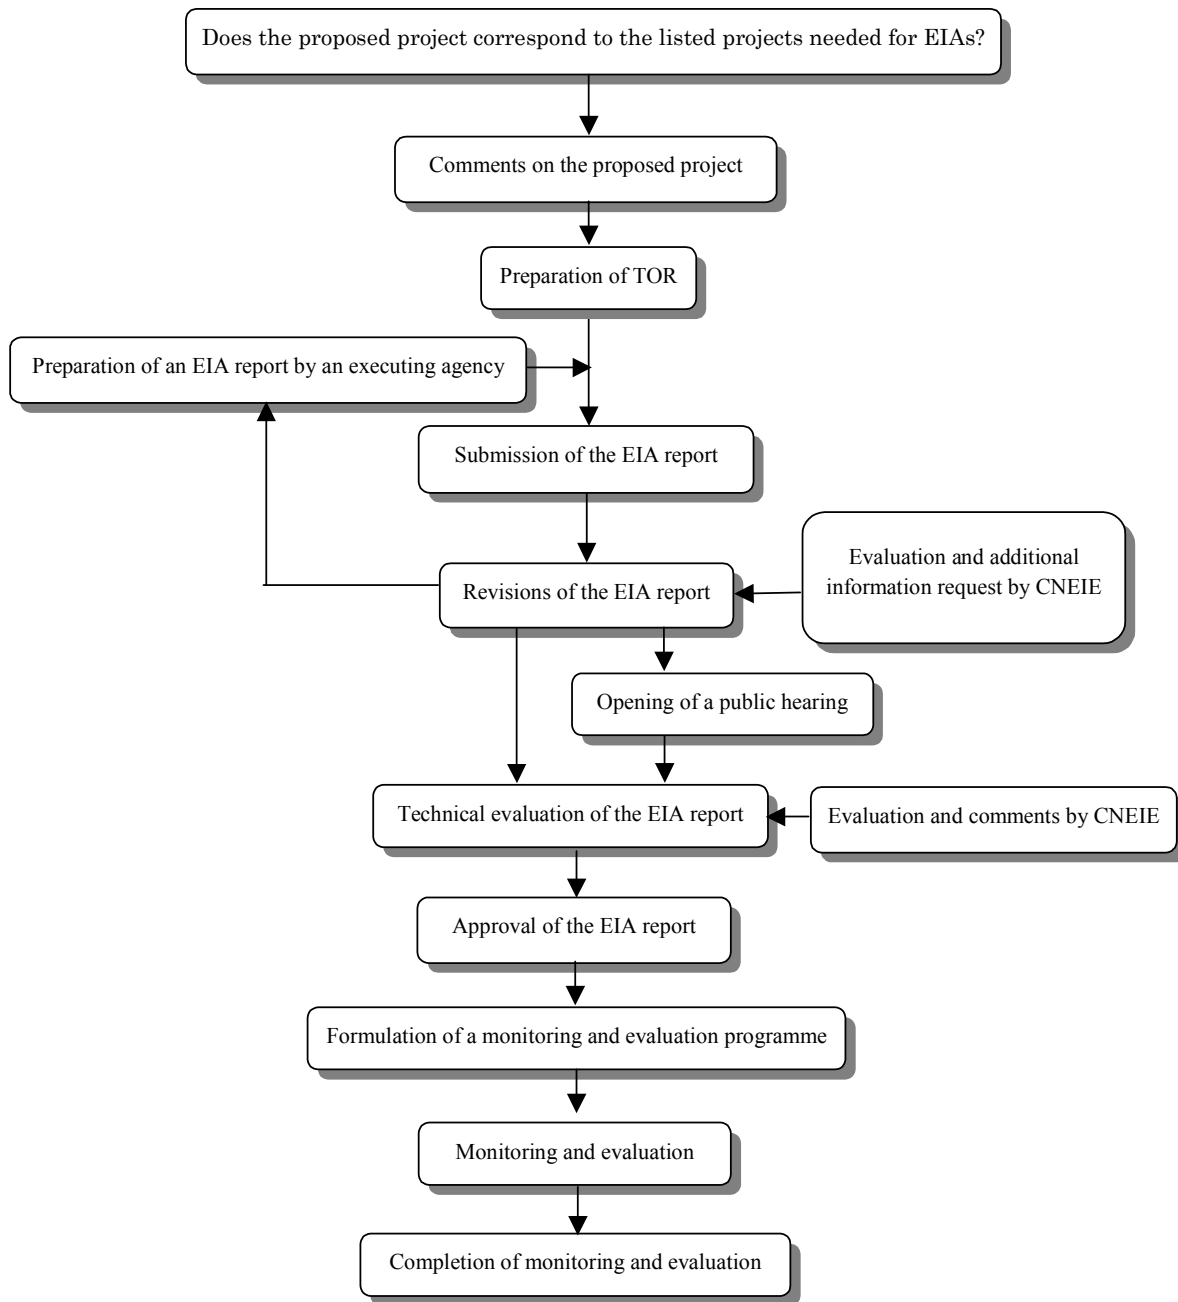 Does the proposed project correspond to the listed projects needed for EIAs?
Comments on the proposed project
Preparation of TOR
Preparation of an EIA report by an executing agency
Submission of the EIA report
Evaluation and additional
information request by CNEIE
Revisions of the EIA report
Opening of a public hearing
Technical evaluation of the EIA report
Evaluation and comments by CNEIE
Approval of the EIA report
Formulation of a monitoring and evaluation programme
Monitoring and evaluation
Completion of monitoring and evaluation